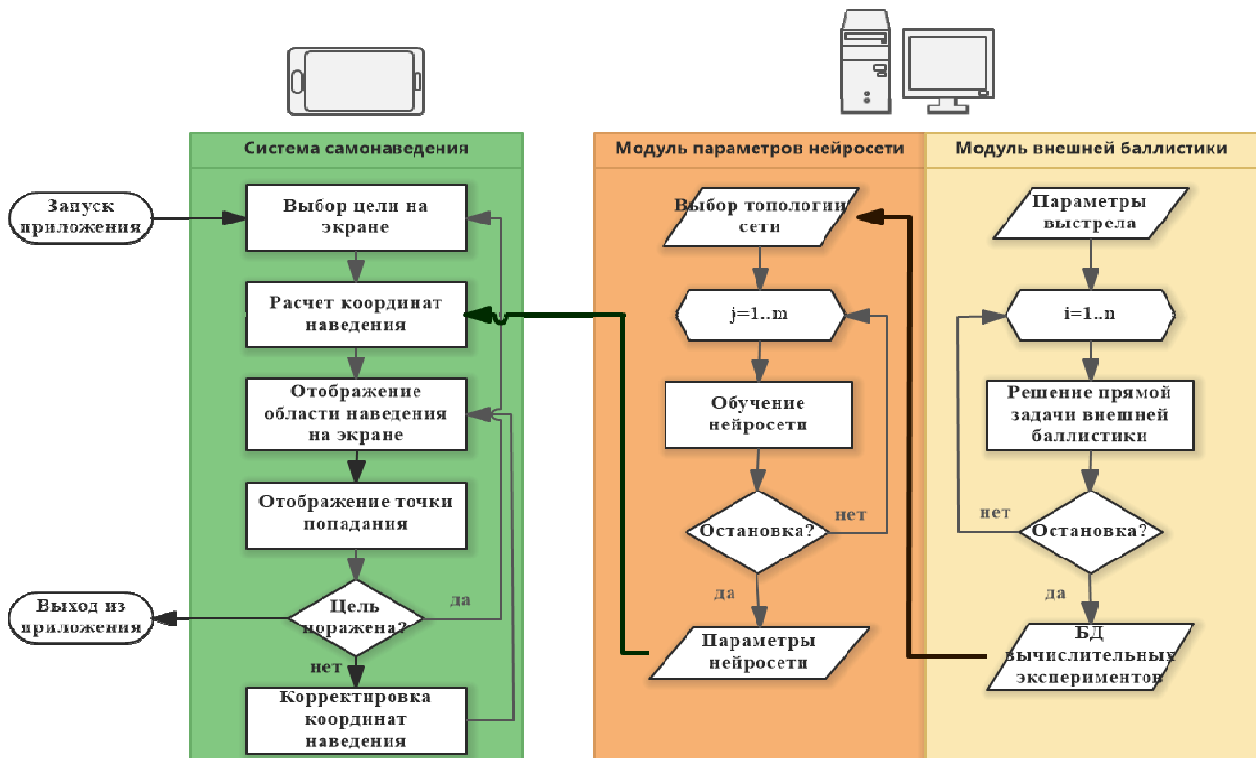 Система самонаведения
Запуск
приложения
Выбор цели на
экране
Расчет координат
наведения
Отображение
области наведения
на экране
Отображение точки
попадания
Цель
поражена?
да
нет
Выход из
приложения
Корректировка
координат
наведения
Модуль параметров нейросети
Выбор топологии
сети
j=1..m
Обучение
нейросети
Остановка?
нет
да
Параметры
нейросети
Модуль внешней баллистики
Параметры
выстрела
i=1..n
Решение прямой
задачи внешней
баллистики
Остановка?
нет
да
БД
вычислительных
экспериментов